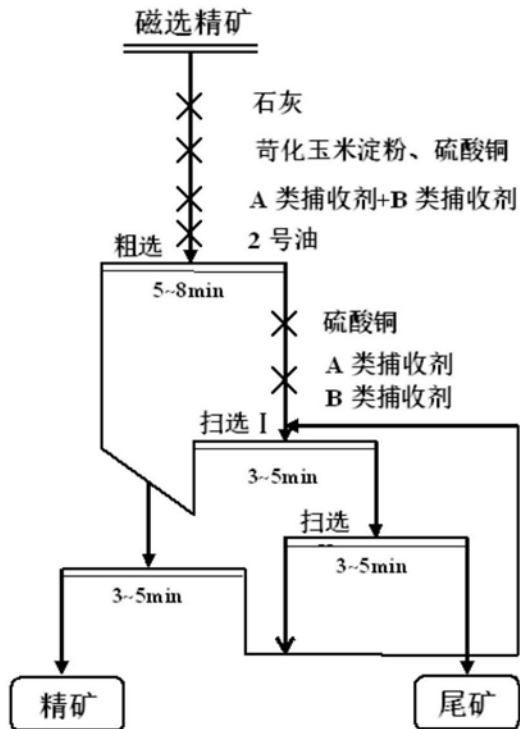 磁选精矿
石灰
苛化玉米淀粉、硫酸铜
A 类捕收剂+B 类捕收剂
2 号油
粗选
5~8min
硫酸铜
A 类捕收剂
B 类捕收剂
扫选 I
3~5min
扫选
3~5min
3~5min
精矿
尾矿